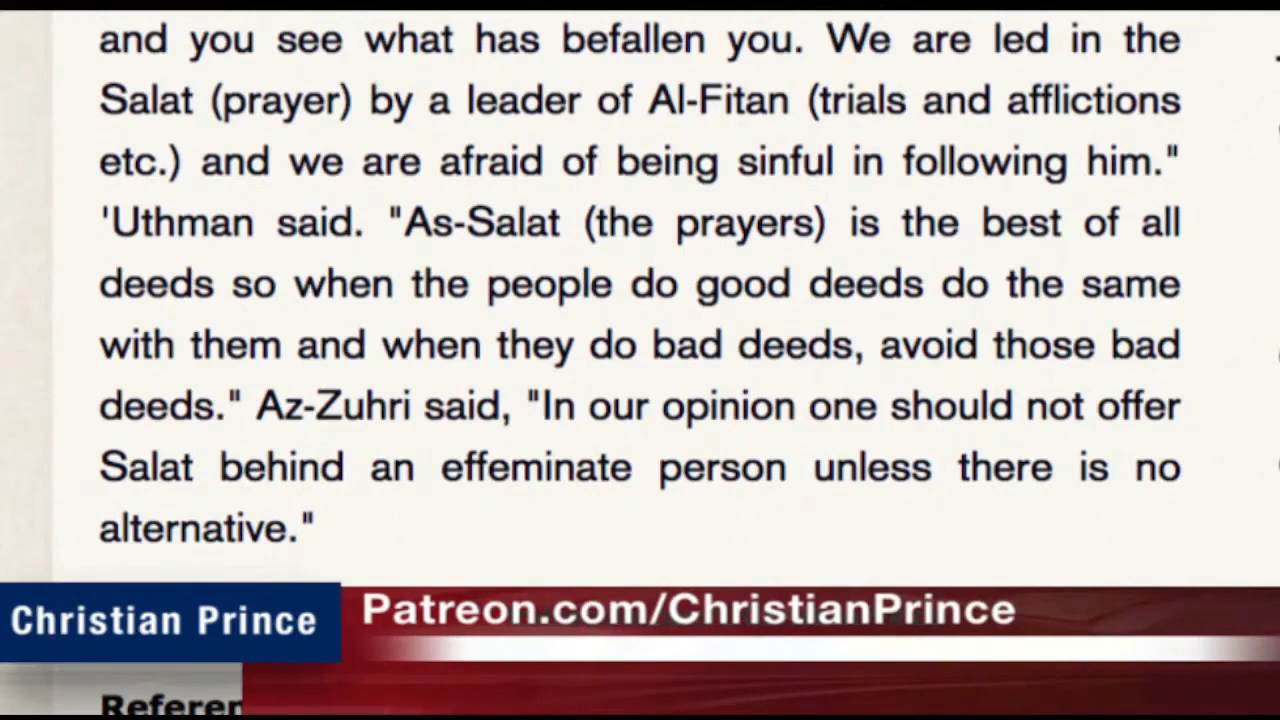 and you see what has befallen you. We are led in the
Salat (prayer) by a leader of Al-Fitan (trials and afflictions
etc.) and we are afraid of being sinful in following him."
'Uthman said. "As-Salat (the prayers) is the best of all
deeds so when the people do good deeds do the same
with them and when they do bad deeds, avoid those bad
deeds." Az-Zuhri said, "In our opinion one should not offer
Salat behind an effeminate person unless there is no
alternative."
Christian Prince
Patreon.com/ChristianPrince
Referen